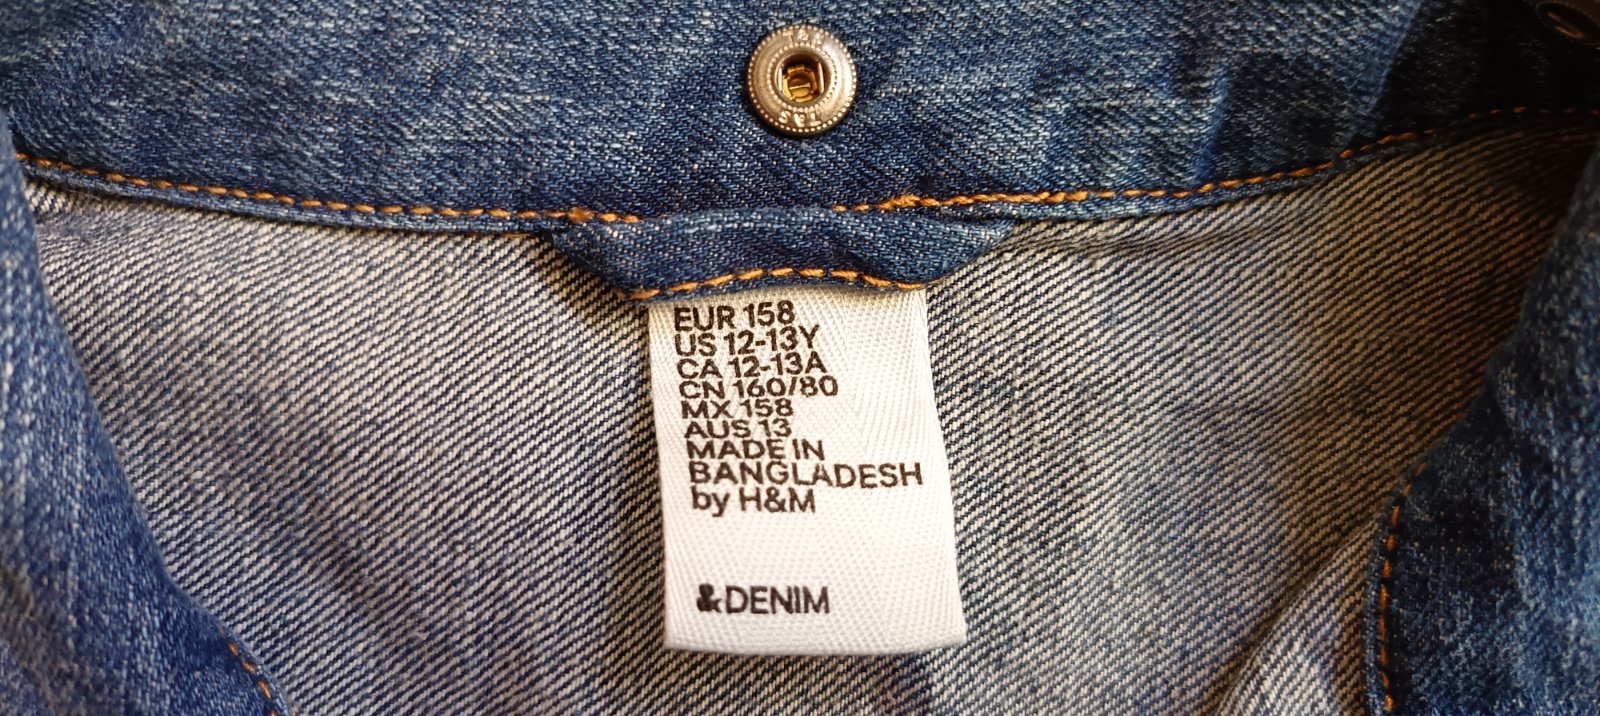 EUR 158
US 12-13Y
CA 12-13A
CN 160/80
MX 158
AUS 13
MADE IN
BANGLADESH
by H&M
&DENIM